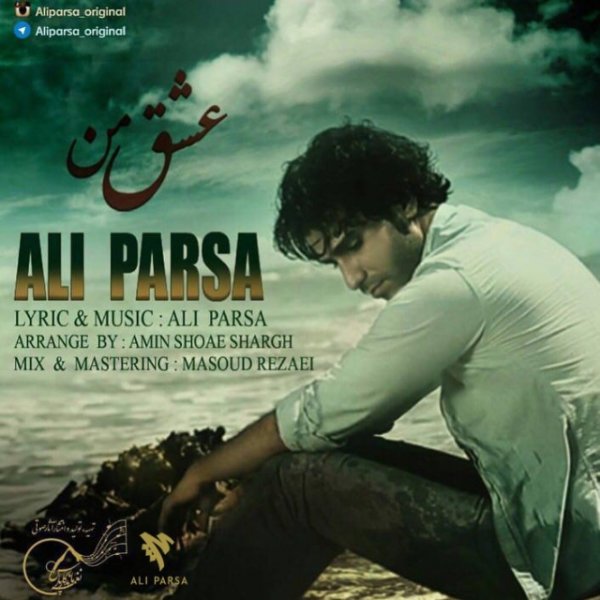 Aliparsa_original
Aliparsa_original
عشق من
ALI PARSA
LYRIC & MUSIC : ALI PARSA
ARRANGE BY : AMIN SHOAE SHARGH
MIX & MASTERING : MASOUD REZAEI
ALI PARSA